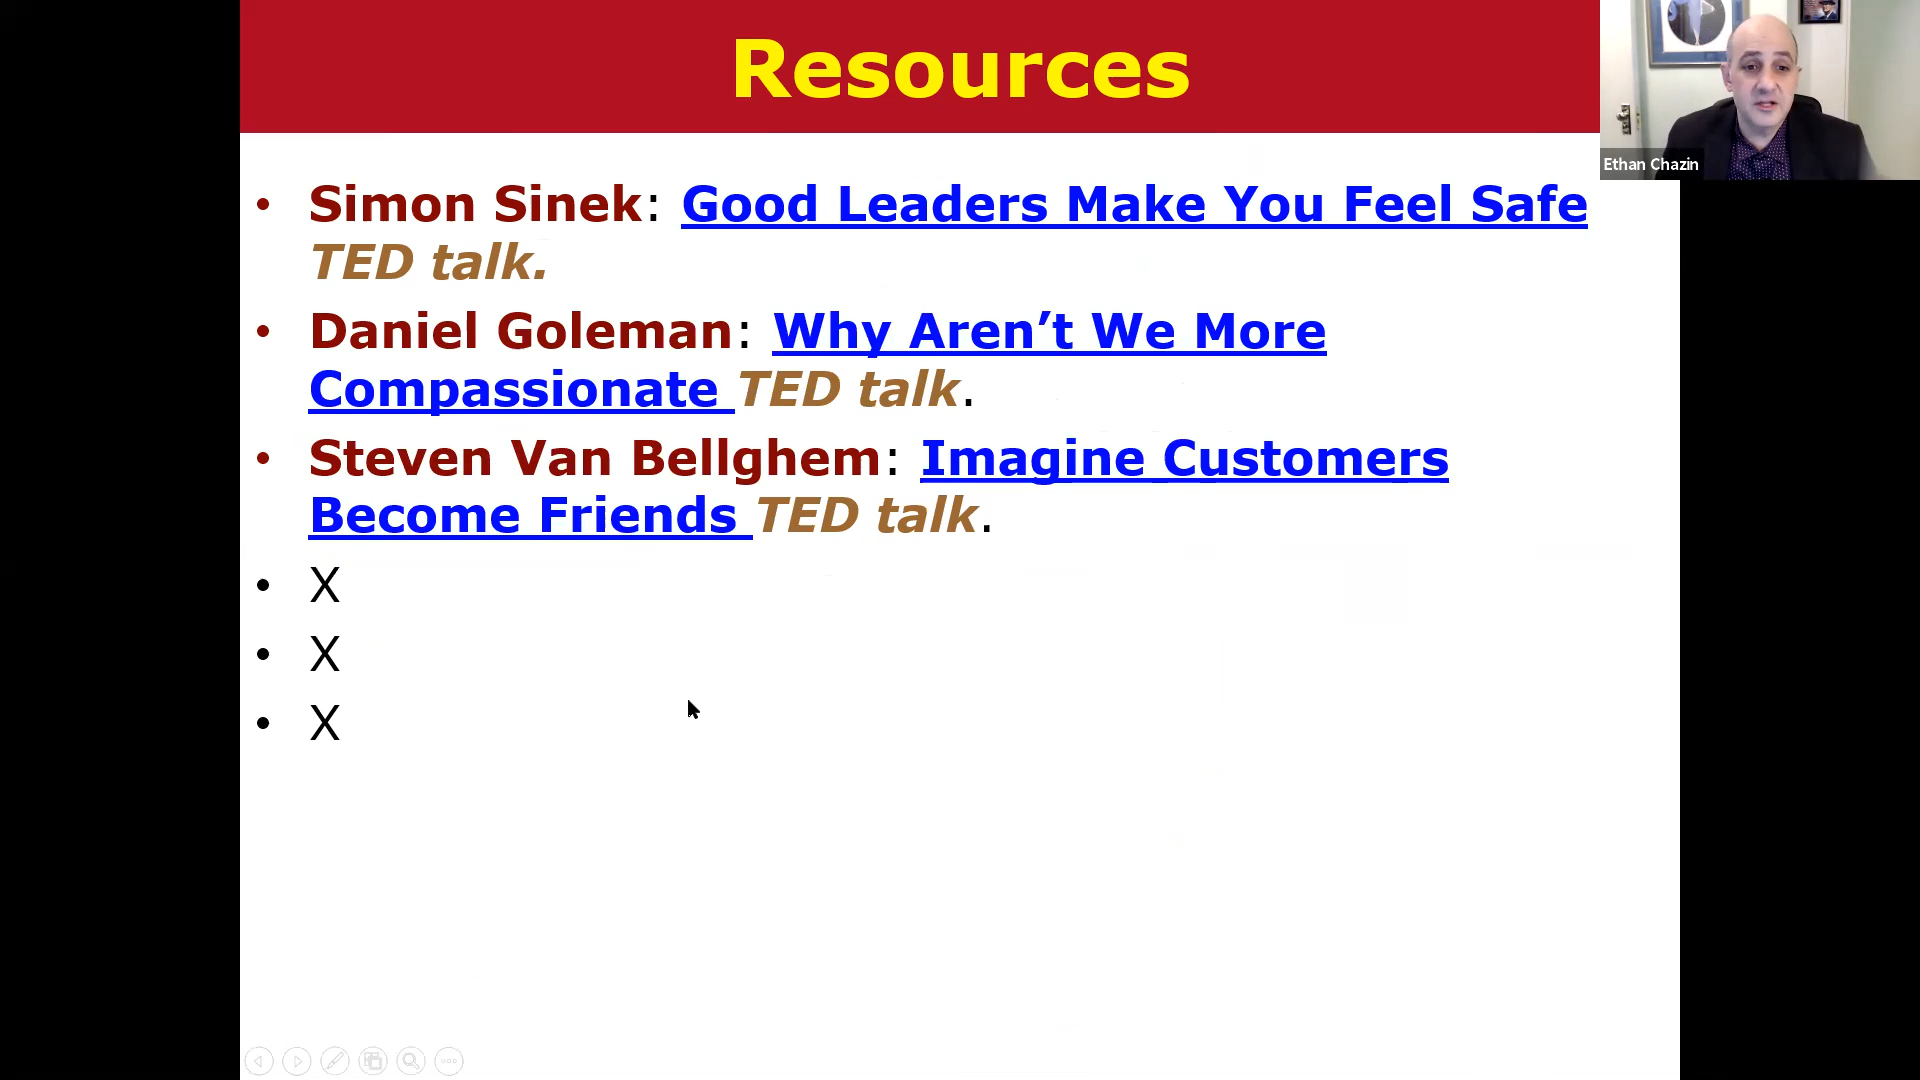 Resources
Ethan Chazin
• Simon Sinek: Good Leaders Make You Feel Safe
TED talk.
• Daniel Goleman: Why Aren’t We More
Compassionate TED talk.
• Steven Van Bellghem: Imagine Customers
Become Friends TED talk.
• X
• X
• X